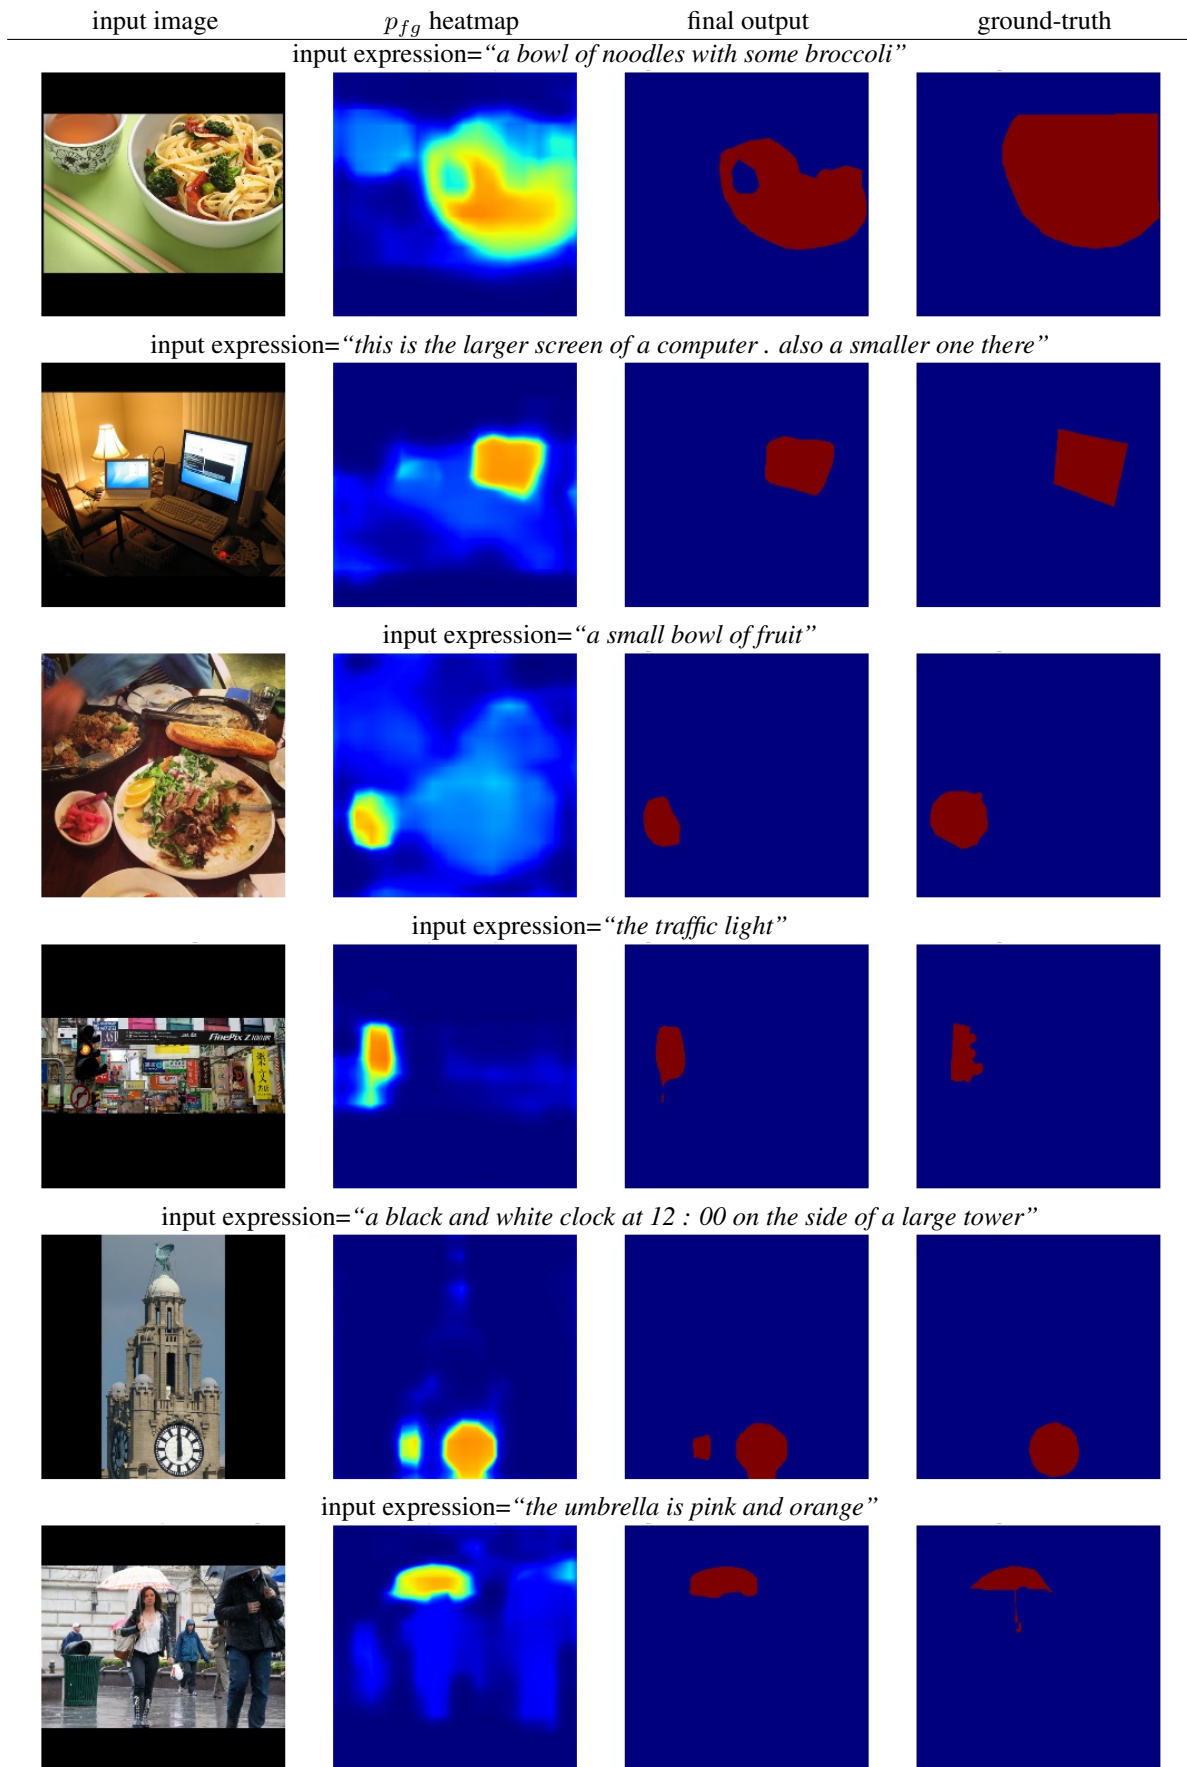 input image p_fg heatmap final output ground-truth
input expression=“a bowl of noodles with some broccoli”
input expression=“this is the larger screen of a computer . also a smaller one there”
input expression=“a small bowl of fruit”
input expression=“the traffic light”
FinePix Z1000EXR
input expression=“a black and white clock at 12 : 00 on the side of a large tower”
input expression=“the umbrella is pink and orange”